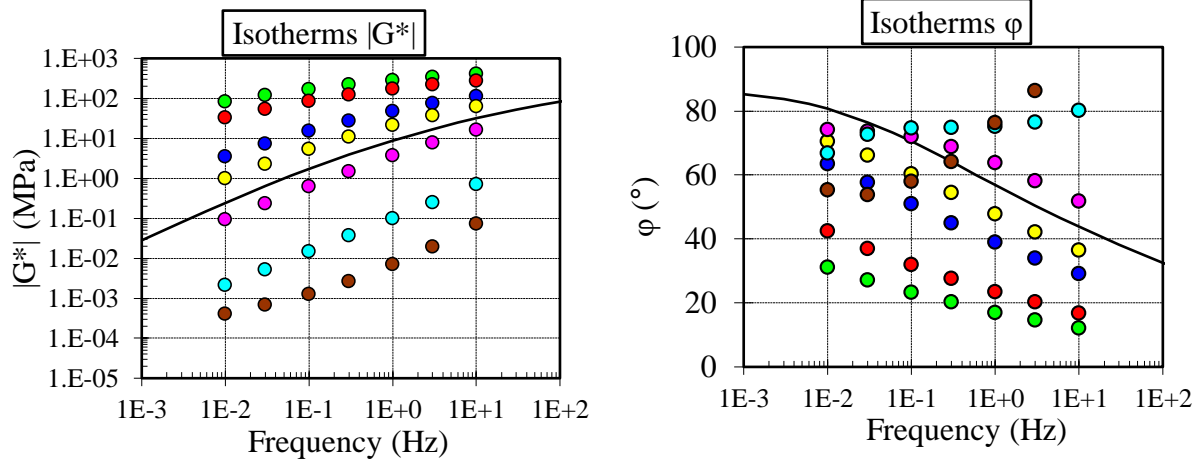 Isotherms |G*|
|G*| (MPa)
1.E+03
1.E+02
1.E+01
1.E+00
1.E-01
1.E-02
1.E-03
1.E-04
1.E-05
1E-3 1E-2 1E-1 1E+0 1E+1 1E+2
Frequency (Hz)
Isotherms φ
φ (°)
100
80
60
40
20
0
1E-3 1E-2 1E-1 1E+0 1E+1 1E+2
Frequency (Hz)